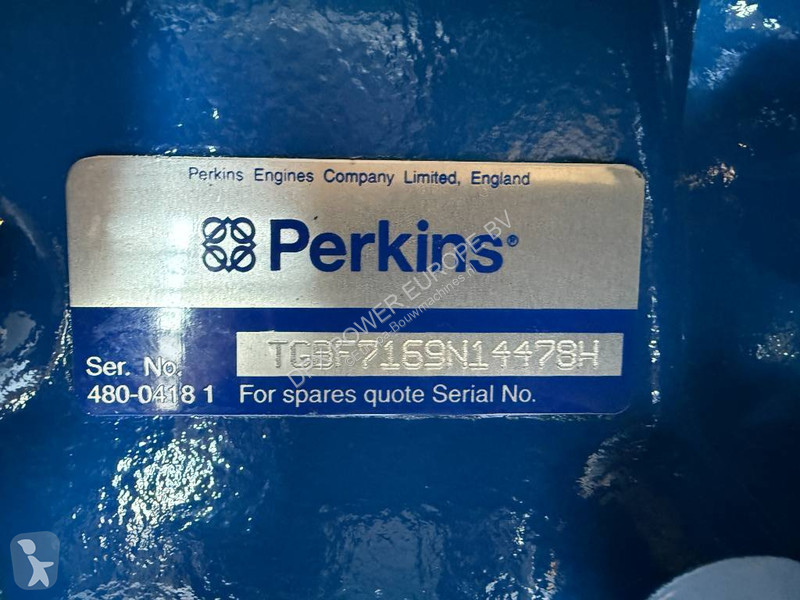 Perkins Engines Company Limited, England
Perkins®
Ser. No. TGBF7169N14478H
480-0418 1 For spares quote Serial No.